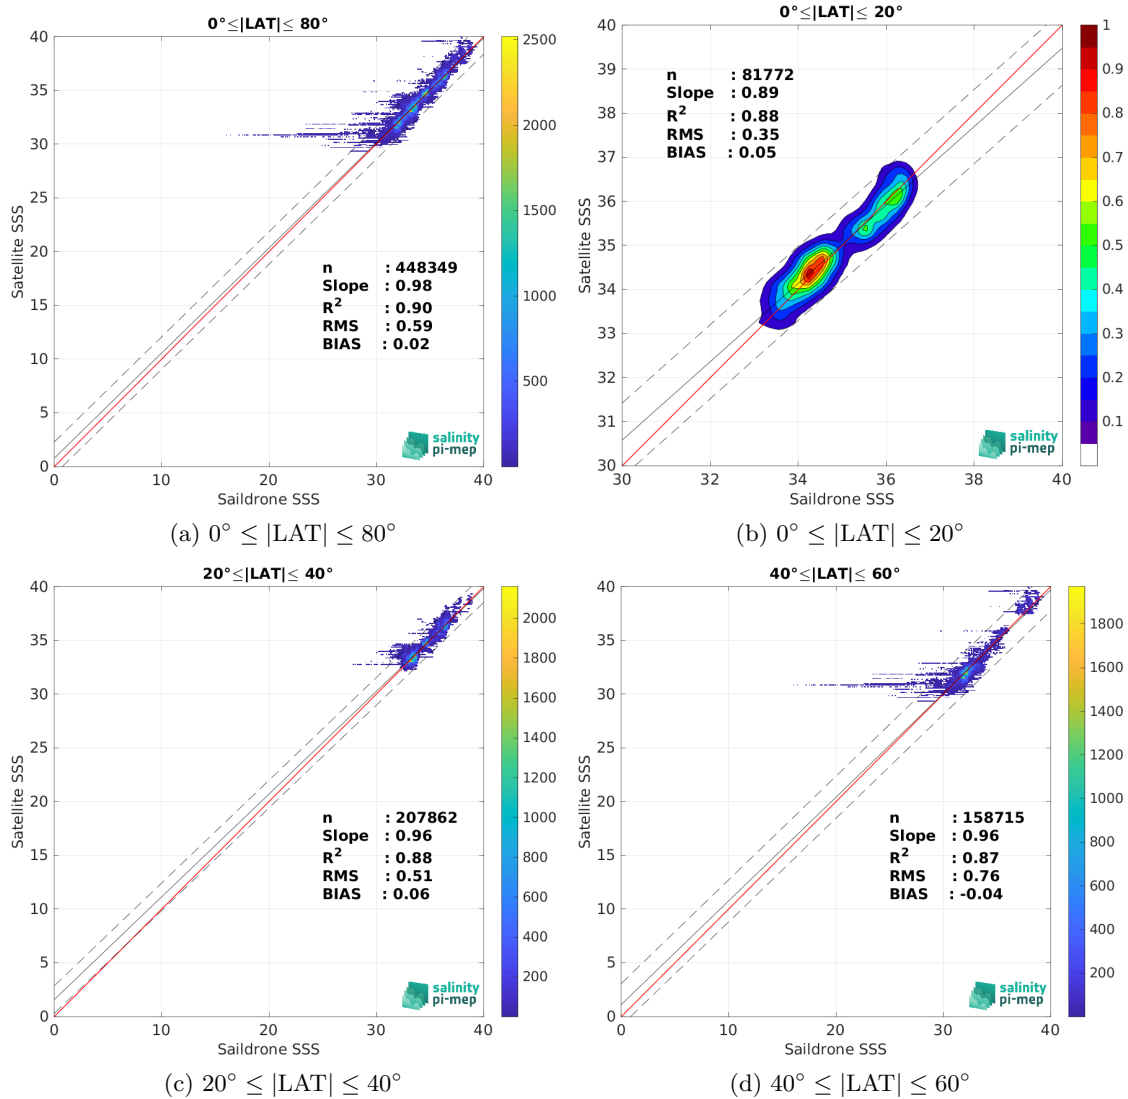 0°≤|LAT|≤ 80°
40
35
30
25
20
15
10
5
0
Satellite SSS
n : 448349
Slope : 0.98
R² : 0.90
RMS : 0.59
BIAS : 0.02
salinity
pi-mep
0 10 20 30 40
Saildrone SSS
2500
2000
1500
1000
500
(a) 0° ≤ |LAT| ≤ 80°
0°≤|LAT|≤ 20°
40
39
38
37
36
35
34
33
32
31
30
Satellite SSS
n : 81772
Slope : 0.89
R² : 0.88
RMS : 0.35
BIAS : 0.05
salinity
pi-mep
30 32 34 36 38 40
Saildrone SSS
1
0.9
0.8
0.7
0.6
0.5
0.4
0.3
0.2
0.1
(b) 0° ≤ |LAT| ≤ 20°
20°≤|LAT|≤ 40°
40
35
30
25
20
15
10
5
0
Satellite SSS
n : 207862
Slope : 0.96
R² : 0.88
RMS : 0.51
BIAS : 0.06
salinity
pi-mep
0 10 20 30 40
Saildrone SSS
2000
1800
1600
1400
1200
1000
800
600
400
200
(c) 20° ≤ |LAT| ≤ 40°
40°≤|LAT|≤ 60°
40
35
30
25
20
15
10
5
0
Satellite SSS
n : 158715
Slope : 0.96
R² : 0.87
RMS : 0.76
BIAS : -0.04
salinity
pi-mep
0 10 20 30 40
Saildrone SSS
1800
1600
1400
1200
1000
800
600
400
200
(d) 40° ≤ |LAT| ≤ 60°